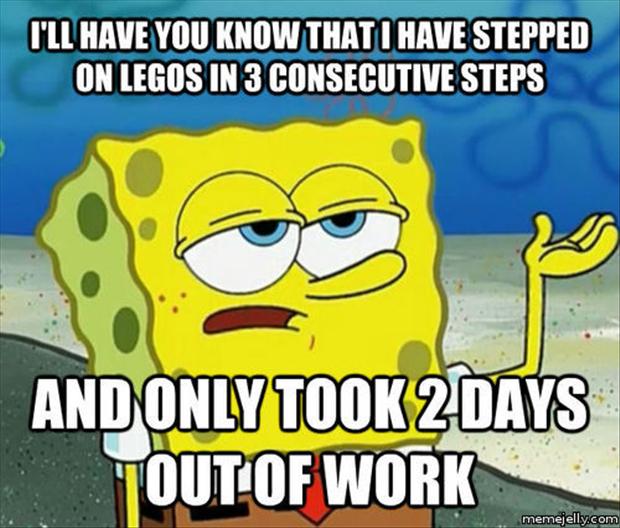 I'LL HAVE YOU KNOW THAT I HAVE STEPPED
ON LEGOS IN 3 CONSECUTIVE STEPS
AND ONLY TOOK 2 DAYS
OUT OF WORK
memejelly.com